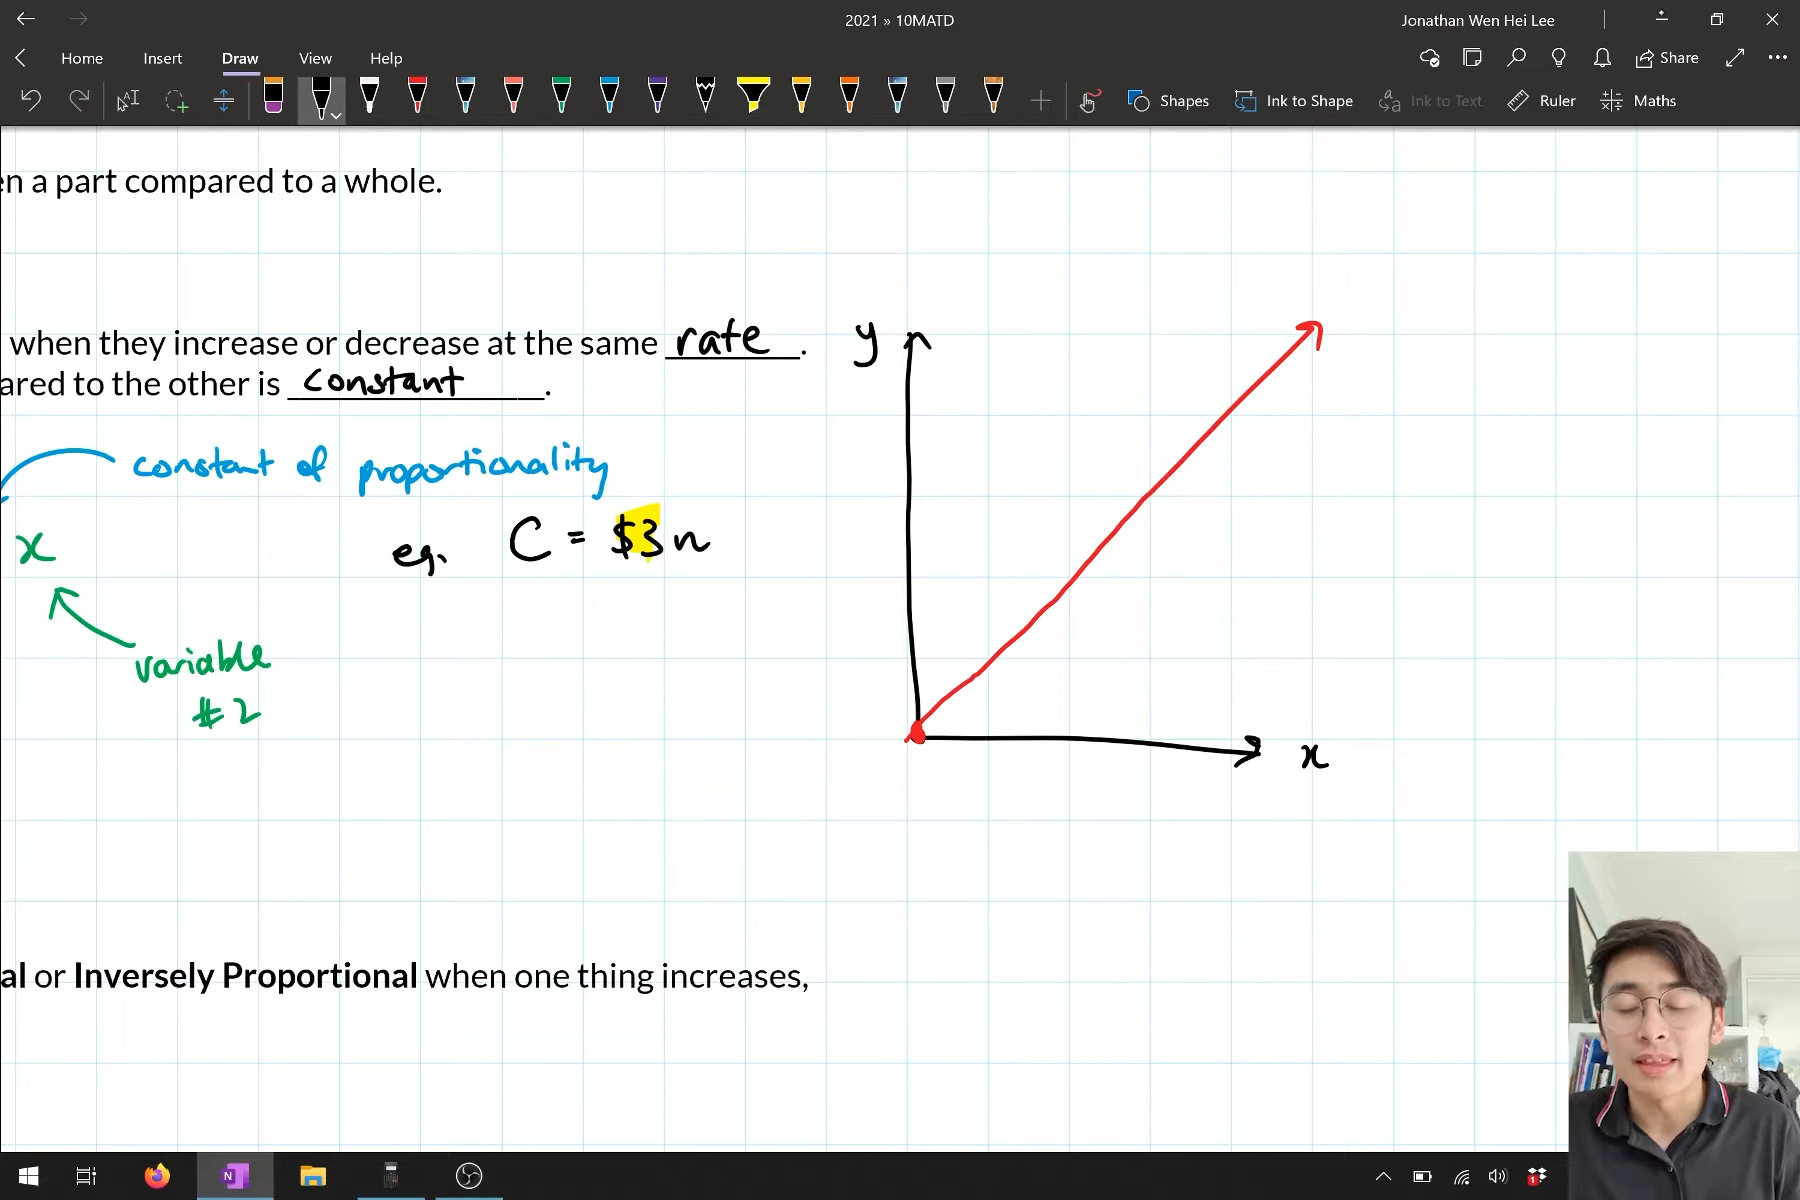 2021 » 10MATD
Jonathan Wen Hei Lee
Home Insert Draw View Help
Share
Shapes Ink to Shape Ink to Text Ruler Maths
en a part compared to a whole.
when they increase or decrease at the same rate.
ared to the other is constant.
y
constant of proportionality
x
eg. C = $3n
variable
#2
x
al or Inversely Proportional when one thing increases,